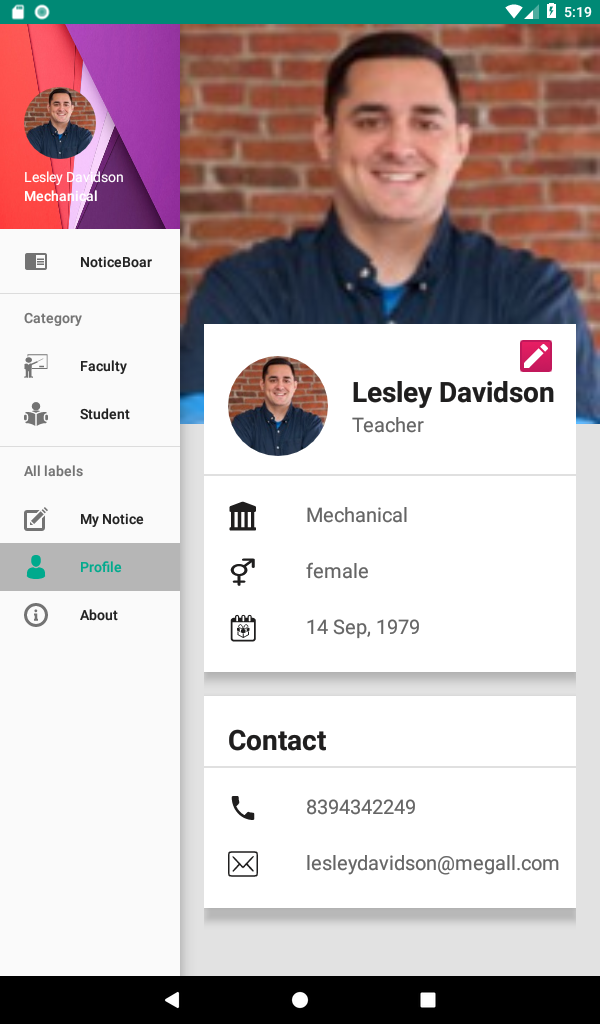 5:19
Lesley Davidson
Mechanical
NoticeBoar
Category
Faculty
Student
All labels
My Notice
Profile
About
Lesley Davidson
Teacher
Mechanical
female
14 Sep, 1979
Contact
8394342249
lesleydavidson@megall.com